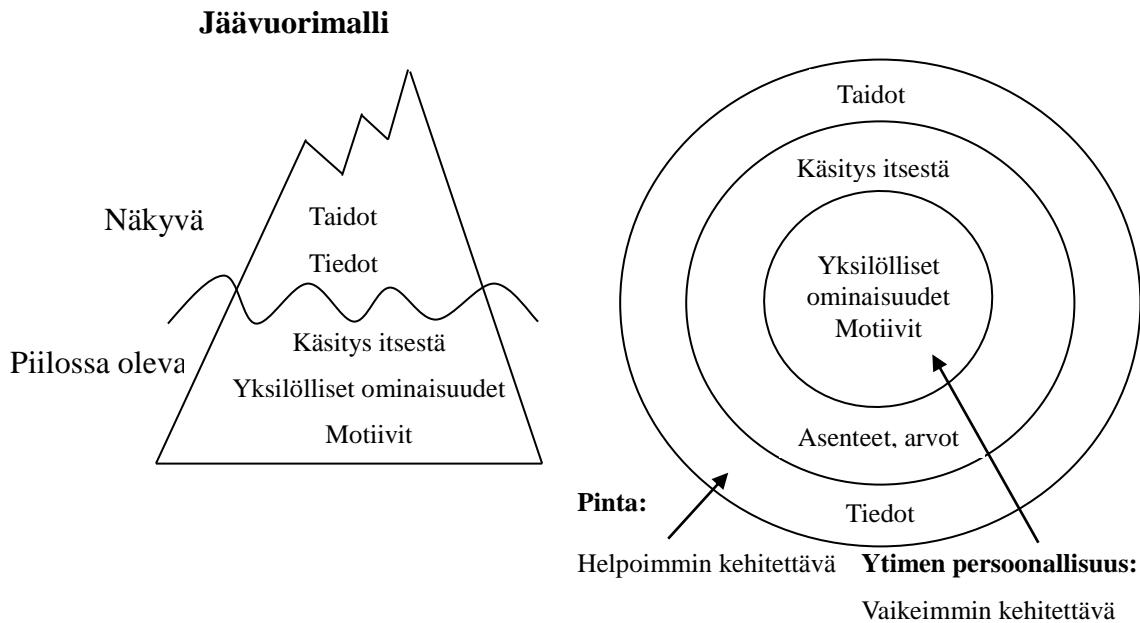 Jäävuorimalli
Näkyvä
Taidot
Tiedot
Piilossa oleva
Käsitys itsestä
Yksilölliset ominaisuudet
Motiivit
Taidot
Käsitys itsestä
Yksilölliset
ominaisuudet
Motiivit
Asenteet, arvot
Tiedot
Pinta:
Helpoimmin kehitettävä
Ytimen persoonallisuus:
Vaikeimmin kehitettävä